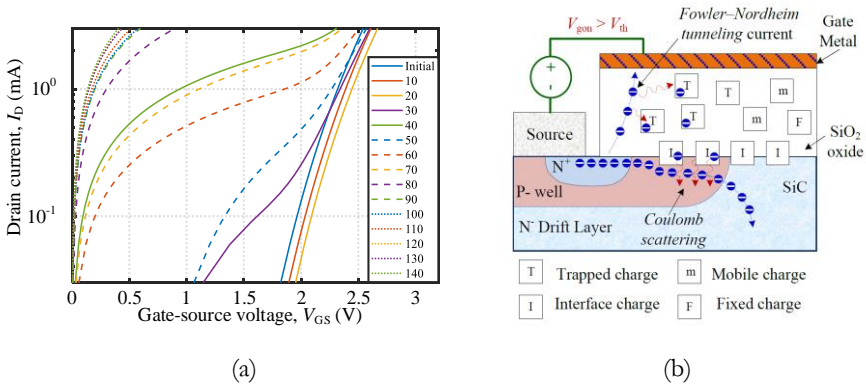 (a)
Drain current, I_D (mA)
10^0
10^-1
0 0.5 1 1.5 2 2.5 3
Gate-source voltage, V_GS (V)
Initial
10
20
30
40
50
60
70
80
90
100
110
120
130
140
V_gon > V_th
Fowler–Nordheim
tunneling current
Gate
Metal
+
-
T
T
m
T
T
m
F
SiO2
oxide
Source
I
I
I
I
N+
P- well
SiC
Coulomb
scattering
N- Drift Layer
T Trapped charge
m Mobile charge
I Interface charge
F Fixed charge
(a)
(b)